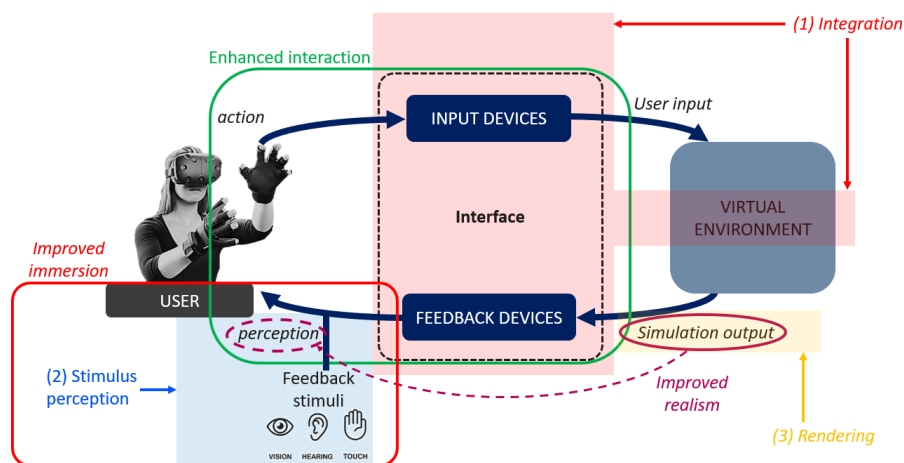 (1) Integration
Enhanced interaction
action
INPUT DEVICES
User input
Interface
VIRTUAL
ENVIRONMENT
Improved
immersion
USER
FEEDBACK DEVICES
perception
Simulation output
(2) Stimulus
perception
Feedback
stimuli
Improved
realism
(3) Rendering
VISION
HEARING
TOUCH